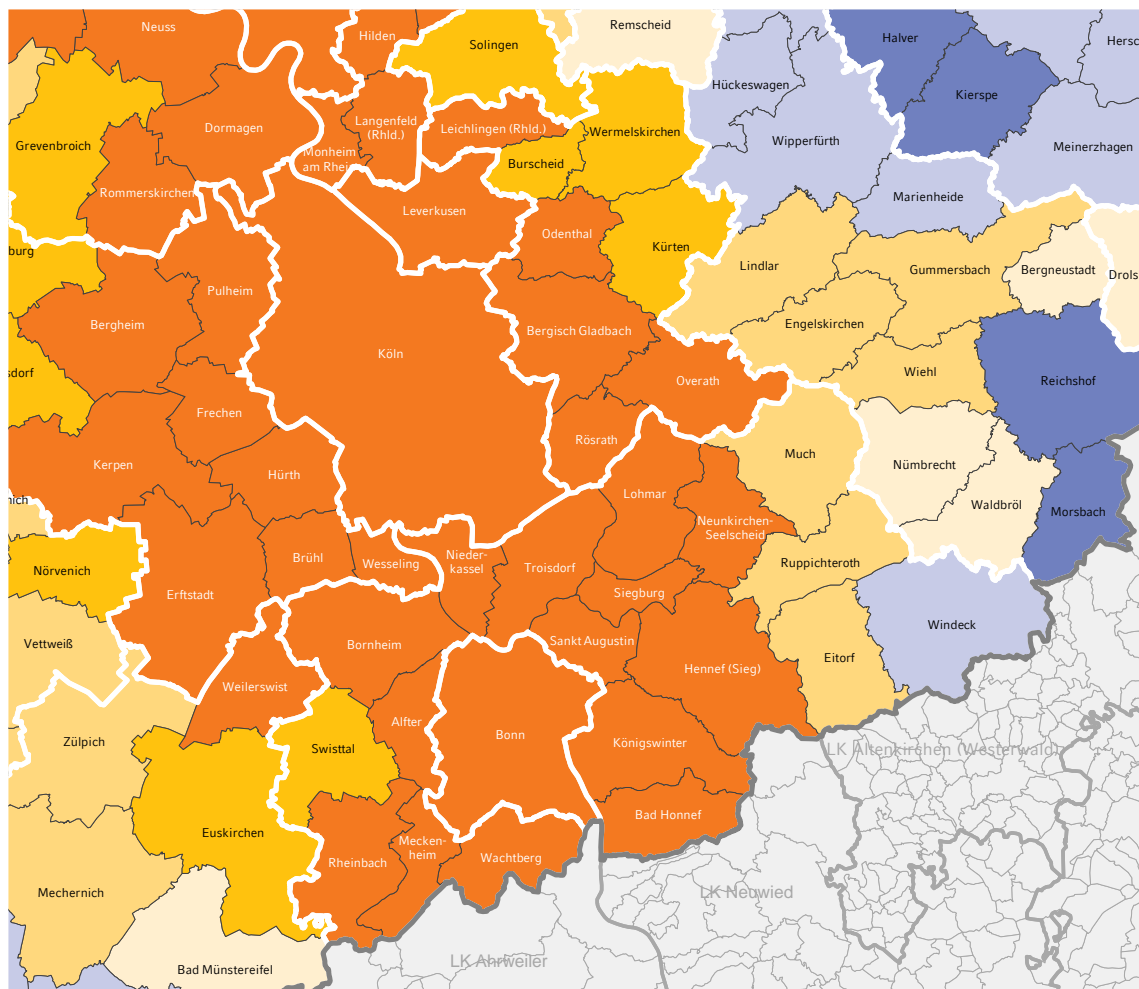 Neuss
Hilden
Solingen
Remscheid
Halver
Hersc
Hückeswagen
Kierspe
Grevenbroich
Dormagen
Langenfeld
(Rhld.)
Leichlingen (Rhld.)
Wermelskirchen
Wipperfürth
Meinerzhagen
Monheim
am Rhei
Burscheid
Rommerskirchen
Leverkusen
Marienheide
Odenthal
Kürten
burg
Lindlar
Gummersbach
Bergneustadt
Drols
Pulheim
Bergheim
Bergisch Gladbach
Engelskirchen
Köln
sdorf
Overath
Wiehl
Reichshof
Frechen
Rösrath
Kerpen
Hürth
Much
Nümbrecht
Lohmar
nich
Waldbröl
Morsbach
Neunkirchen-
Seelscheid
Nörvenich
Brühl
Wesseling
Nieder-
kassel
Troisdorf
Ruppichteroth
Erftstadt
Siegburg
Vettweiß
Bornheim
Sankt Augustin
Windeck
Eitorf
Hennef (Sieg)
Weilerswist
Zülpich
Alfter
Swisttal
Bonn
Königswinter
LK Altenkirchen (Westerwald)
Bad Honnef
Euskirchen
Mecken-
heim
Rheinbach
Wachtberg
Mechernich
LK Neuwied
LK Ahrweiler
Bad Münstereifel